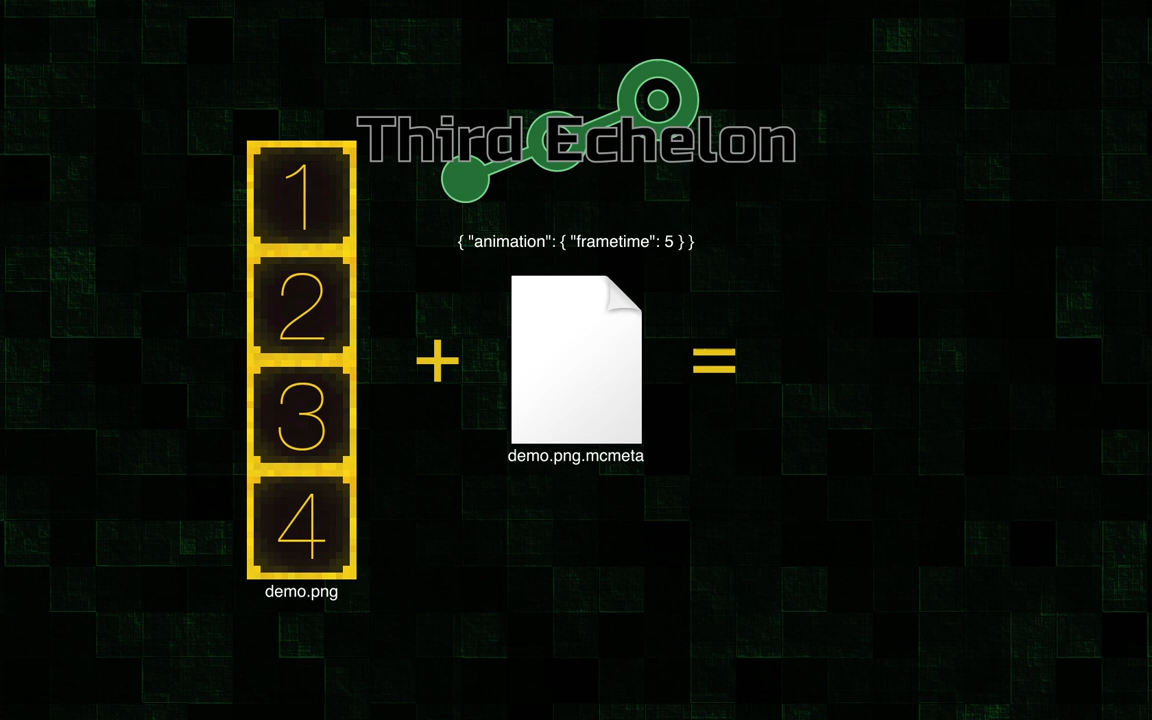 Third Echelon
1
{ "animation": { "frametime": 5 } }
2
+
=
3
demo.png.mcmeta
4
demo.png